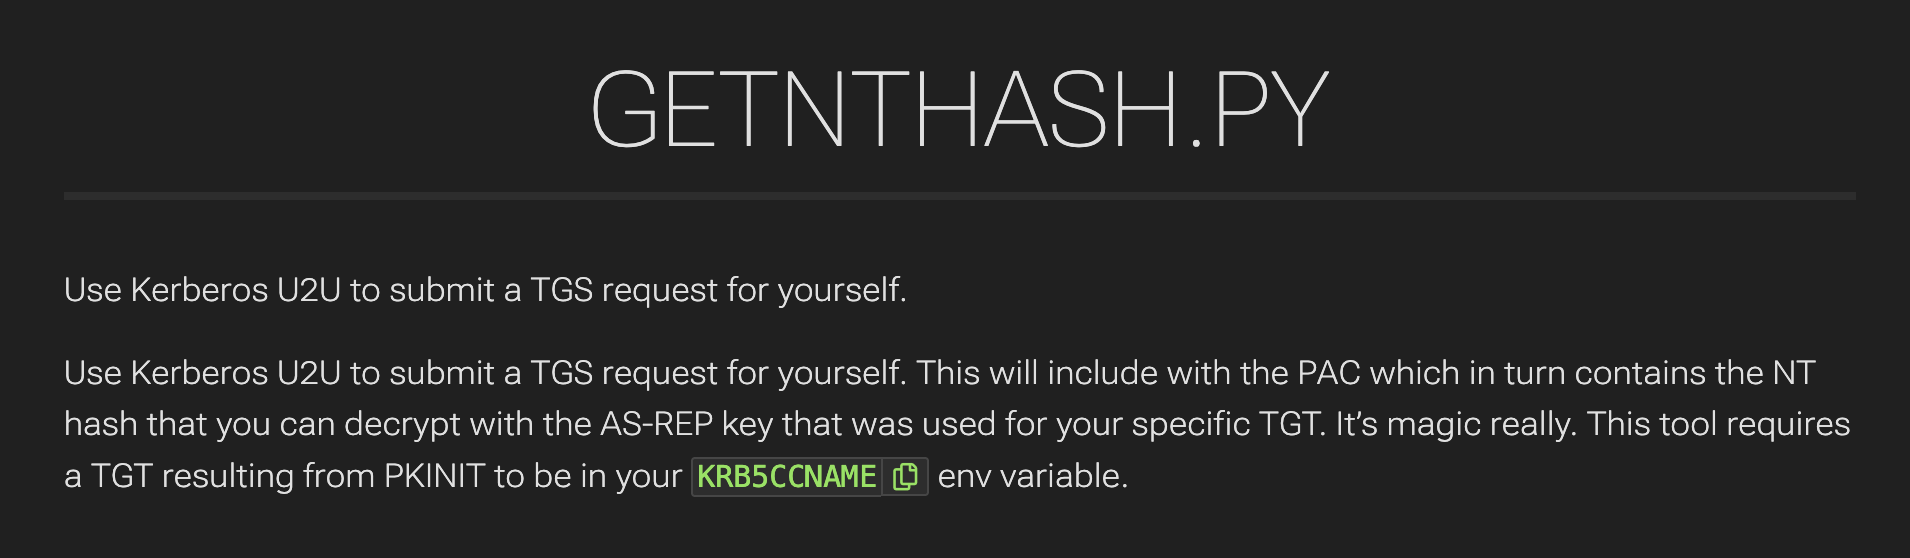 GETNTHASH.PY
Use Kerberos U2U to submit a TGS request for yourself.
Use Kerberos U2U to submit a TGS request for yourself. This will include with the PAC which in turn contains the NT
hash that you can decrypt with the AS-REP key that was used for your specific TGT. It’s magic really. This tool requires
a TGT resulting from PKINIT to be in your KRB5CCNAME env variable.